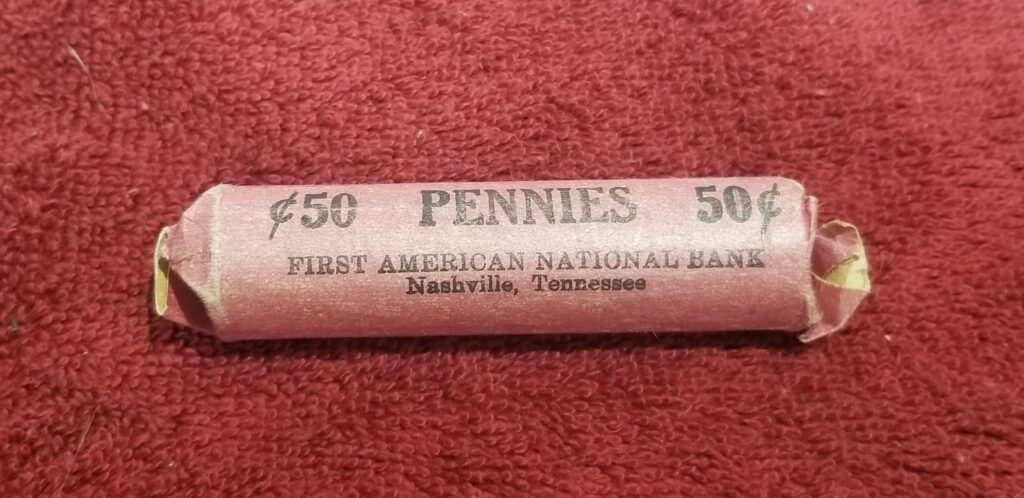 ¢50 PENNIES 50¢
FIRST AMERICAN NATIONAL BANK
Nashville, Tennessee